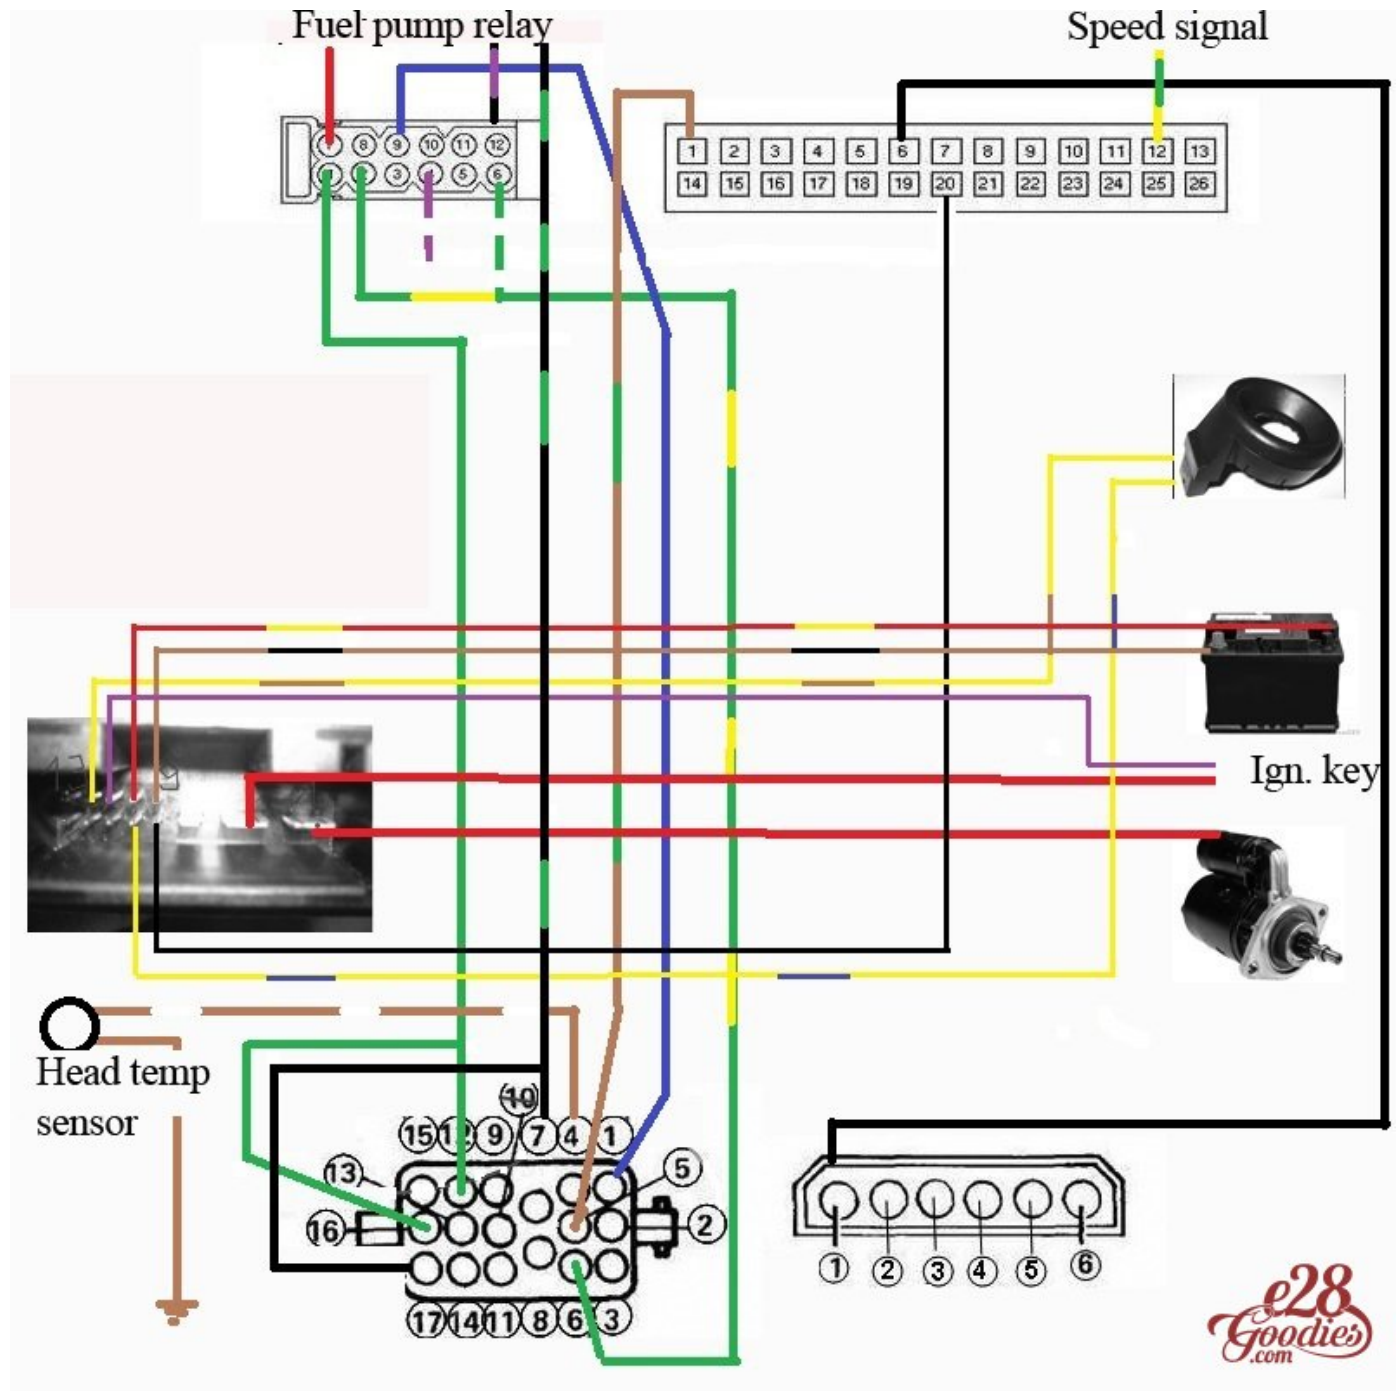 Fuel pump relay
Speed signal
8 9 10 11 12
3 5 6
1 2 3 4 5 6 7 8 9 10 11 12 13
14 15 16 17 18 19 20 21 22 23 24 25 26
Ign. key
Head temp
sensor
10
15 12 9 7 4 1
13
5
16
2
17 14 11 8 6 3
1 2 3 4 5 6
e28
Goodies
.com